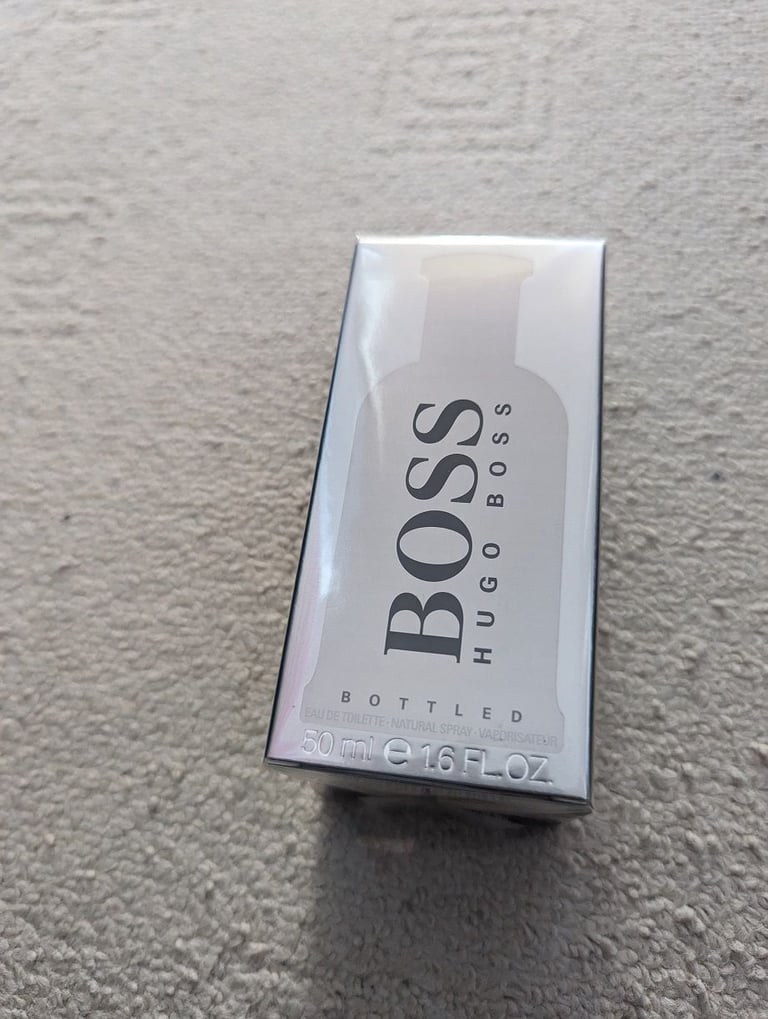 BOSS
HUGO BOSS
BOTTLED
EAU DE TOILETTE · NATURAL SPRAY · VAPORISATEUR
50 ml ℮ 1.6 FL.OZ.